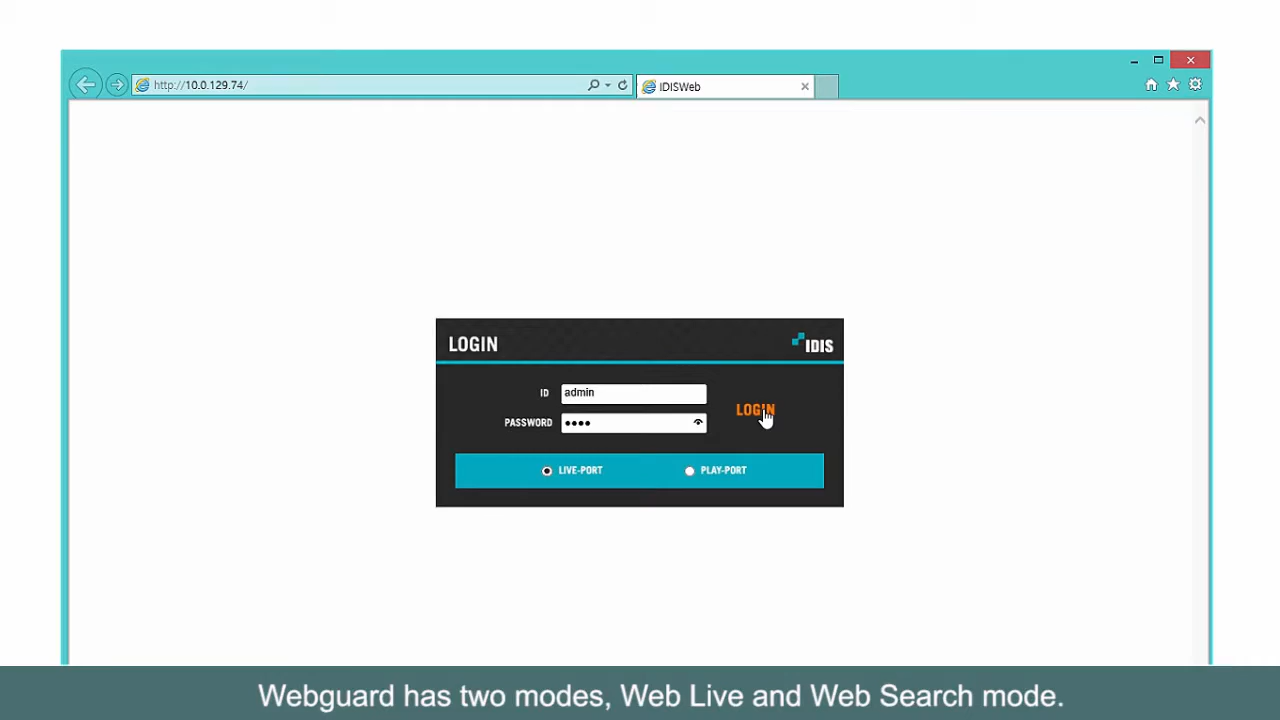 http://10.0.129.74/
IDISWeb
LOGIN
IDIS
ID
admin
LOGIN
PASSWORD
••••
LIVE-PORT
PLAY-PORT
Webguard has two modes, Web Live and Web Search mode.